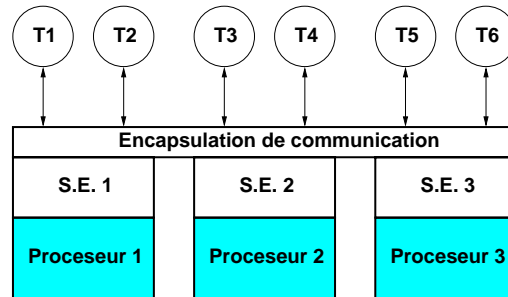 T1 T2 T3 T4 T5 T6
Encapsulation de communication
S.E. 1 S.E. 2 S.E. 3
Proceseur 1 Proceseur 2 Proceseur 3